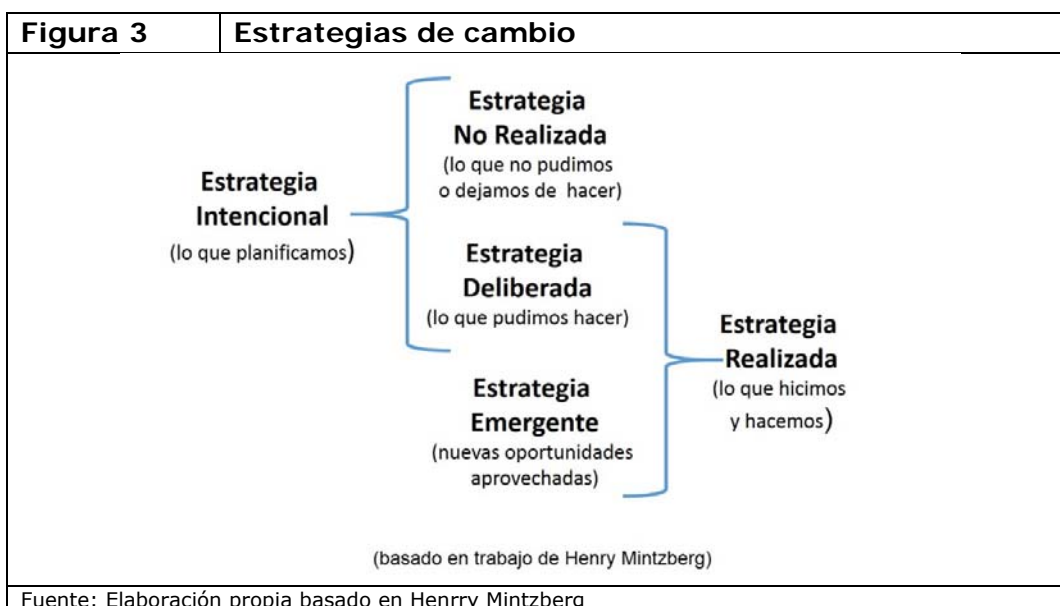 Figura 3
Estrategias de cambio
Estrategia
No Realizada
(lo que no pudimos
o dejamos de hacer)
Estrategia
Intencional
(lo que planificamos)
Estrategia
Deliberada
(lo que pudimos hacer)
Estrategia
Realizada
(lo que hicimos
y hacemos)
Estrategia
Emergente
(nuevas oportunidades
aprovechadas)
(basado en trabajo de Henry Mintzberg)
Fuente: Elaboración propia basado en Henrry Mintzberg